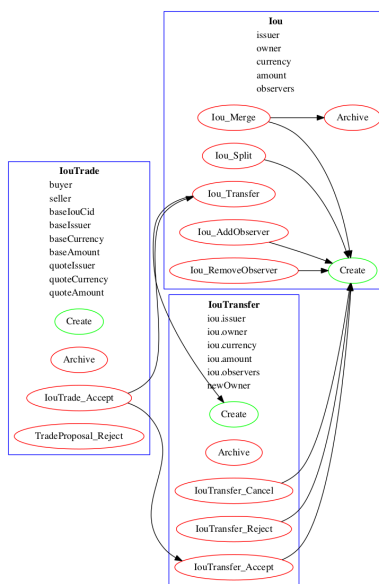 Iou
issuer
owner
currency
amount
observers
Iou_Merge
Archive
Iou_Split
Iou_Transfer
Iou_AddObserver
Iou_RemoveObserver
Create
IouTrade
buyer
seller
baseIouCid
baseIssuer
baseCurrency
baseAmount
quoteIssuer
quoteCurrency
quoteAmount
Create
Archive
IouTrade_Accept
TradeProposal_Reject
IouTransfer
iou.issuer
iou.owner
iou.currency
iou.amount
iou.observers
newOwner
Create
Archive
IouTransfer_Cancel
IouTransfer_Reject
IouTransfer_Accept